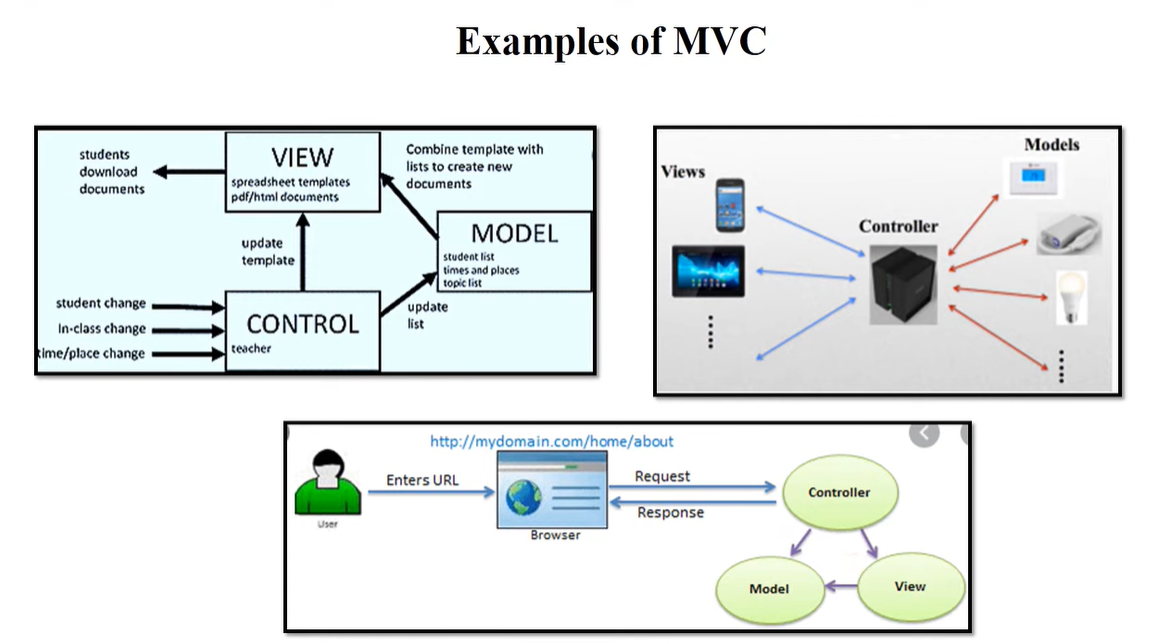 Examples of MVC
students
download
documents
VIEW
spreadsheet templates
pdf/html documents
Combine template with
lists to create new
documents
update
template
MODEL
student list
times and places
topic list
student change
In-class change
time/place change
CONTROL
teacher
update
list
Models
Views
Controller
http://mydomain.com/home/about
Enters URL
Request
Response
Controller
User
Browser
Model
View